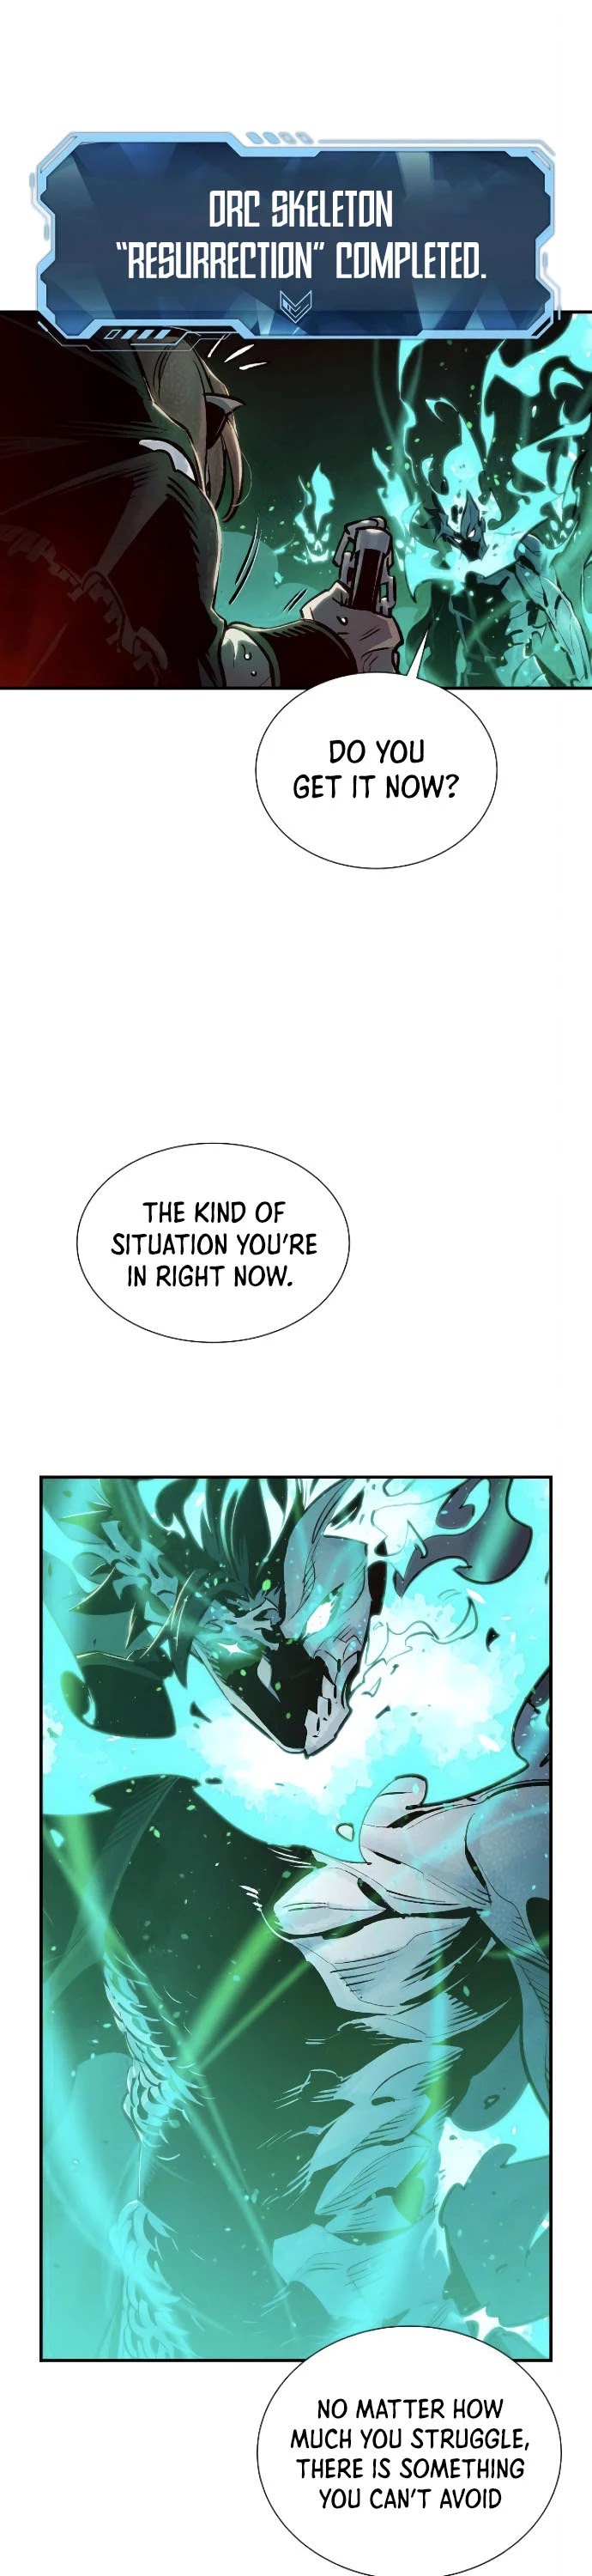 ORC SKELETON
"RESURRECTION" COMPLETED.
DO YOU
GET IT NOW?
THE KIND OF
SITUATION YOU'RE
IN RIGHT NOW.
NO MATTER HOW
MUCH YOU STRUGGLE,
THERE IS SOMETHING
YOU CAN'T AVOID